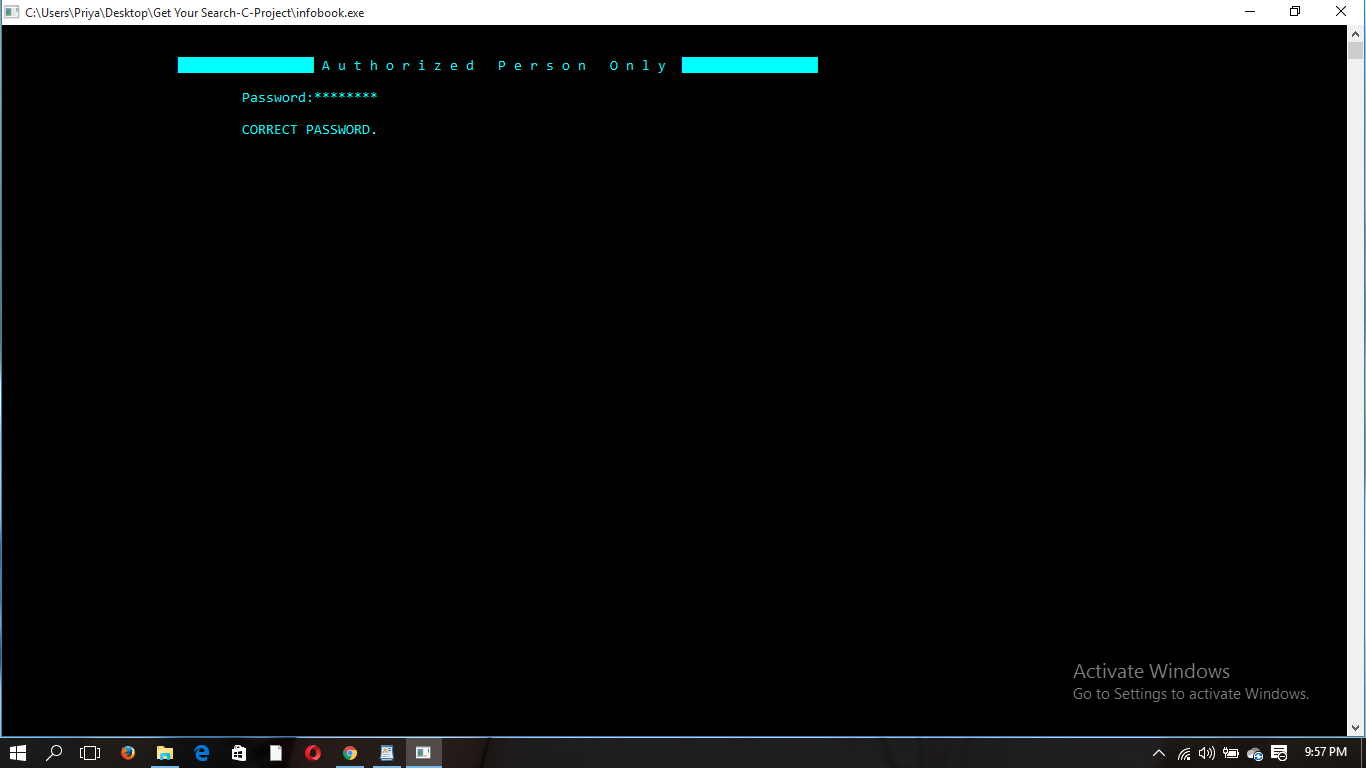 C:\Users\Priya\Desktop\Get Your Search-C-Project\infobook.exe
A u t h o r i z e d   P e r s o n   O n l y
Password:********
CORRECT PASSWORD.
Activate Windows
Go to Settings to activate Windows.
9:57 PM